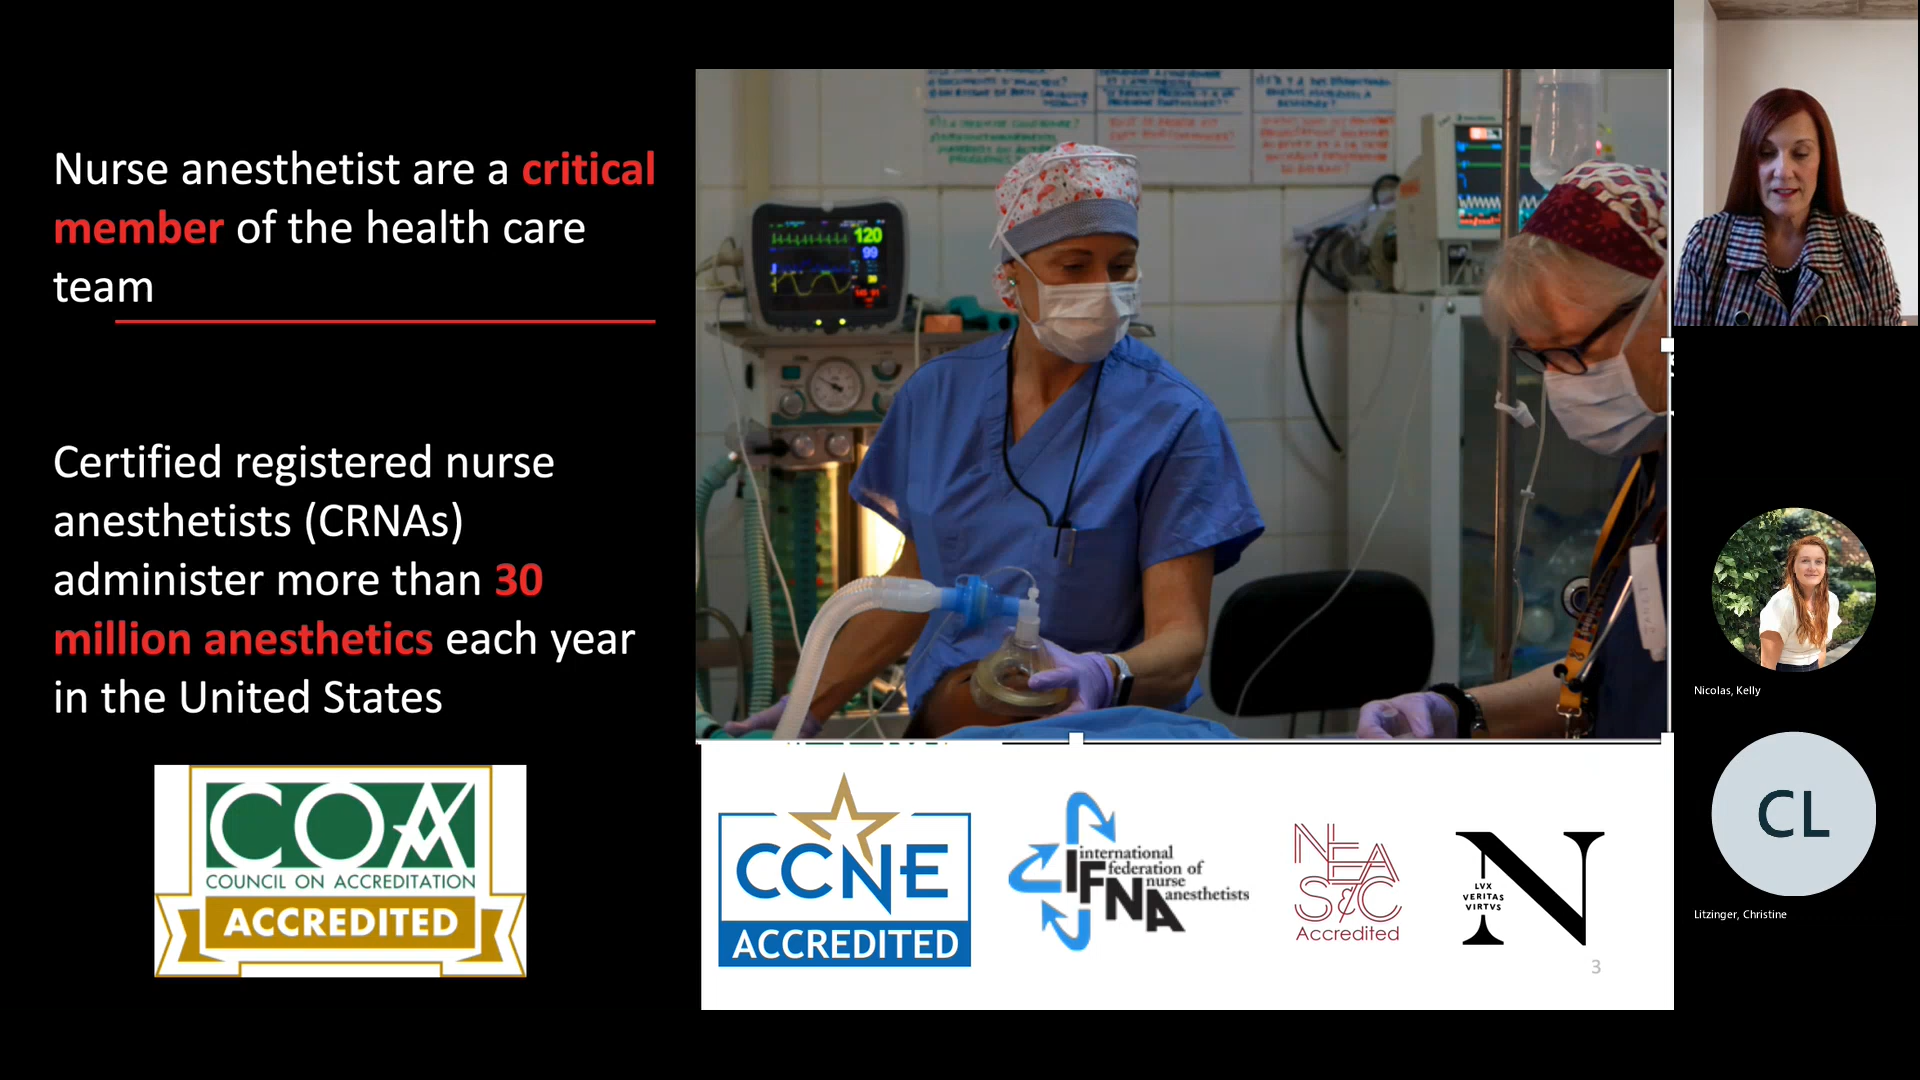 Nurse anesthetist are a critical
member of the health care
team
Certified registered nurse
anesthetists (CRNAs)
administer more than 30
million anesthetics each year
in the United States
COA
COUNCIL ON ACCREDITATION
ACCREDITED
120
99
CCNE
ACCREDITED
international
federation of
nurse
anesthetists
IFNA
NEAS&C
Accredited
N
LVX
VERITAS
VIRTVS
3
Nicolas, Kelly
CL
Litzinger, Christine